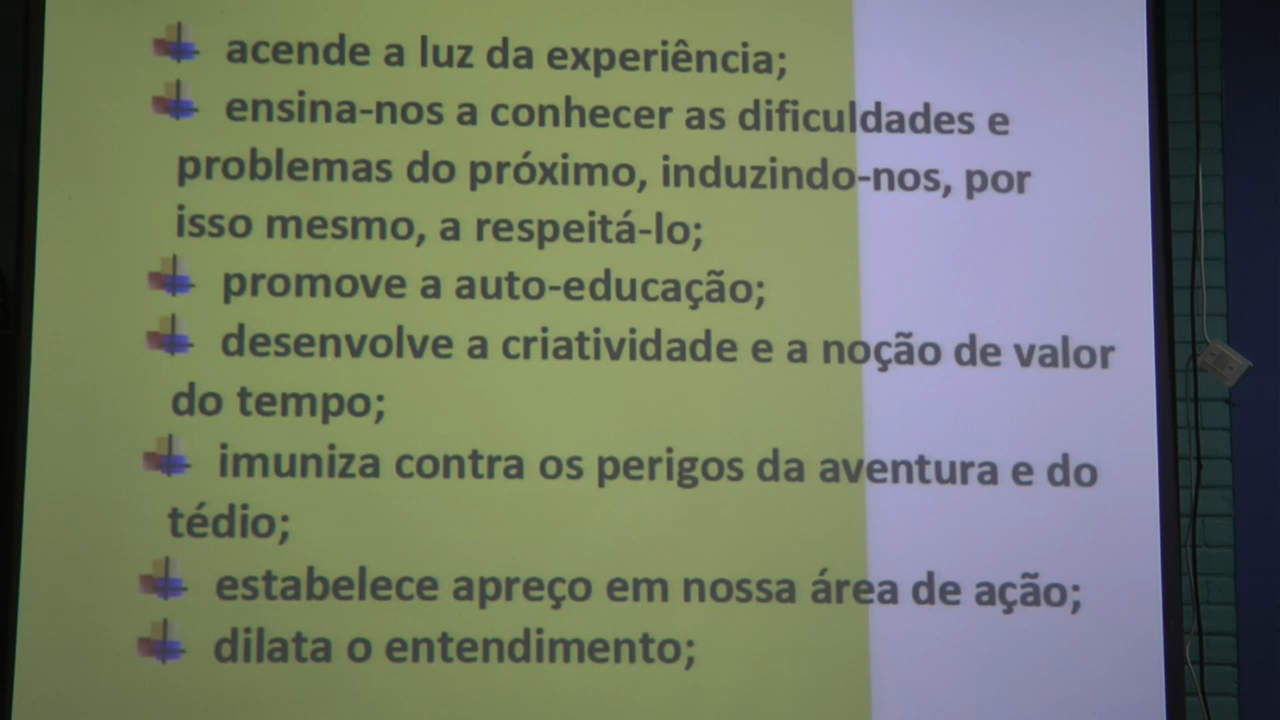 acende a luz da experiência;
ensina-nos a conhecer as dificuldades e
problemas do próximo, induzindo-nos, por
isso mesmo, a respeitá-lo;
promove a auto-educação;
desenvolve a criatividade e a noção de valor
do tempo;
imuniza contra os perigos da aventura e do
tédio;
estabelece apreço em nossa área de ação;
dilata o entendimento;